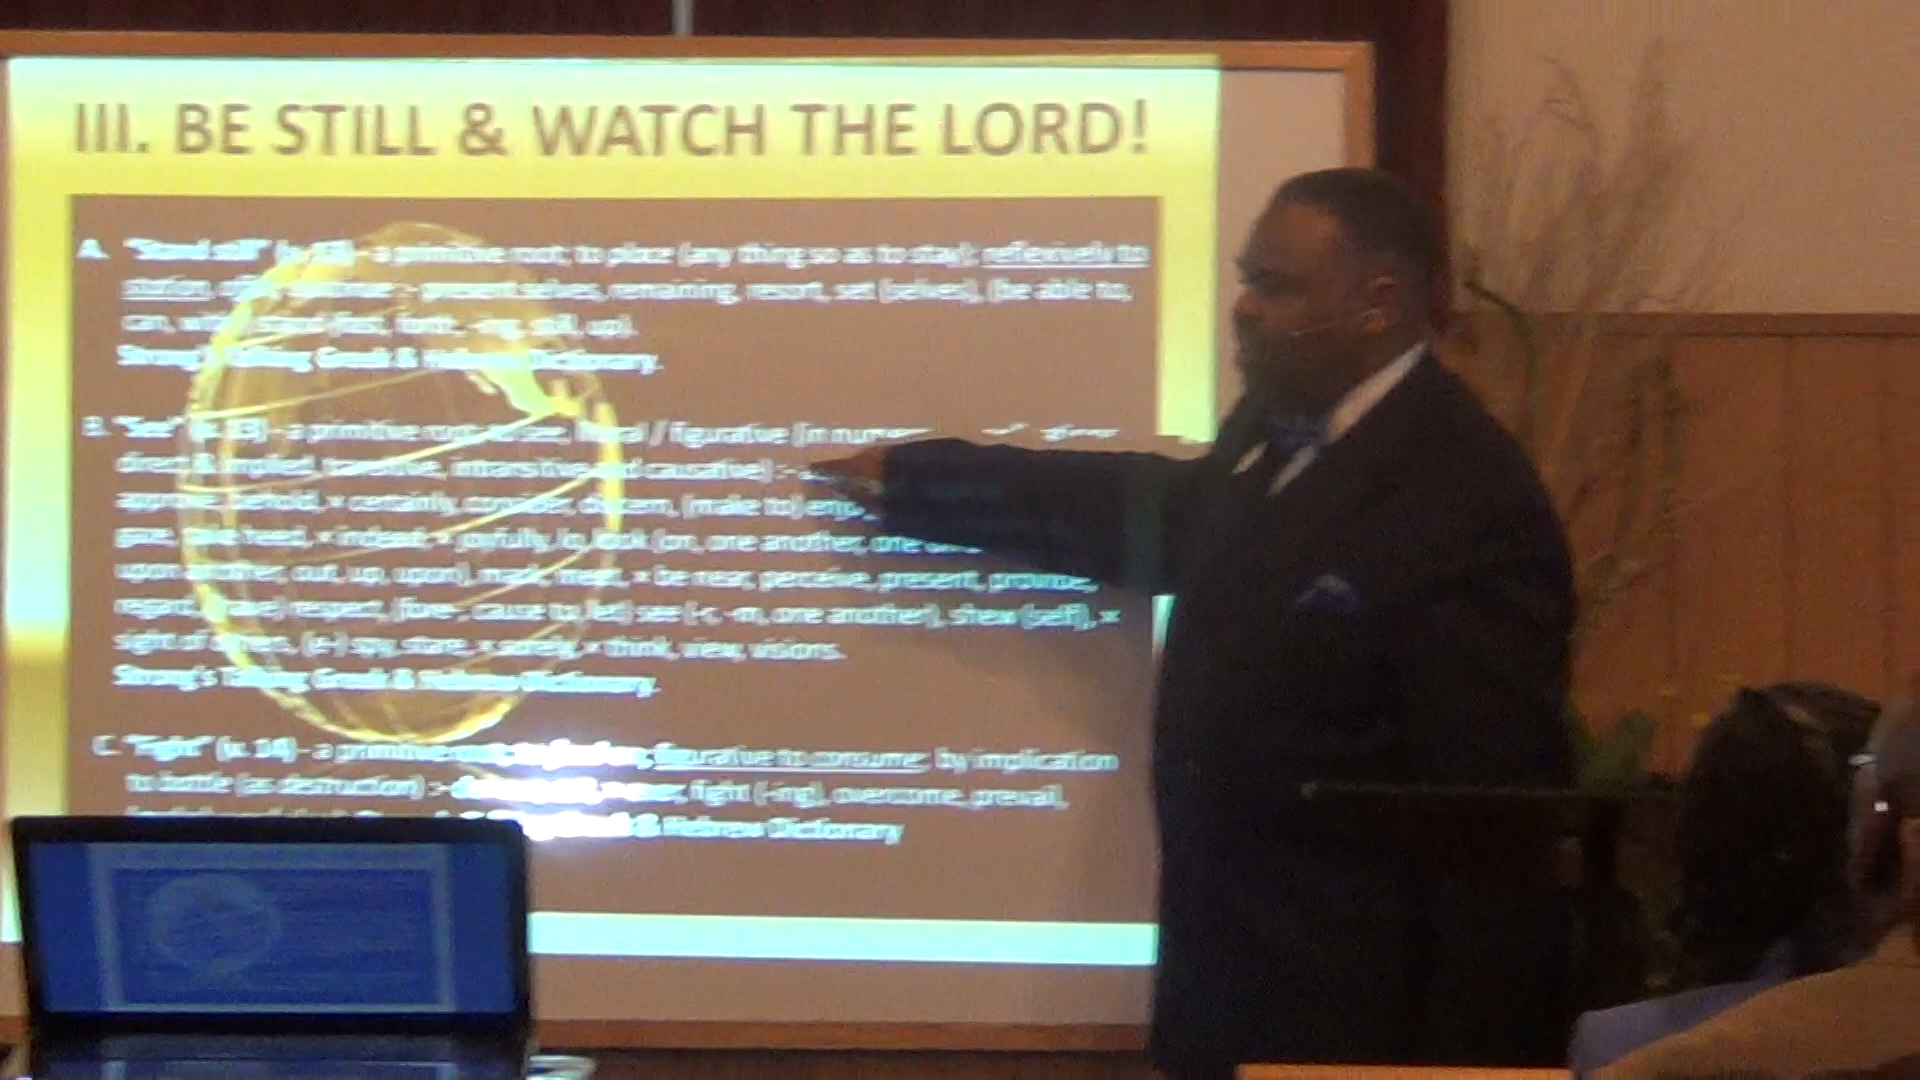 III. BE STILL & WATCH THE LORD!
A. "Stand still" (v. 13) - a primitive root; to place (any thing so as to stay); reflexively to
station, offer, continue :- present selves, remaining, resort, set (selves), (be able to,
can, with-) stand (fast, forth, -ing, still, up).
Strong's Talking Greek & Hebrew Dictionary.
B. "See" (v. 13) - a primitive root; to see, literal / figurative (in numerous
direct & implied, transitive, intransitive and causative) :-
approve, behold, × certainly, consider, discern, (make to) enjoy
gaze, take heed, × indeed, × joyfully, lo, look (on, one another, one
upon another, out, up, upon), mark, meet, × be near, perceive, present, provide,
regard, (have) respect, (fore-, cause to, let) see (-r, -m, one another), shew (self), ×
sight of others, (e-) spy, stare, × surely, × think, view, visions.
Strong's Talking Greek & Hebrew Dictionary.
C. "Fight" (v. 14) - a primitive root; to feed on; figurative to consume; by implication
to battle (as destruction) :- fight (-ing), overcome, prevail,
& Hebrew Dictionary